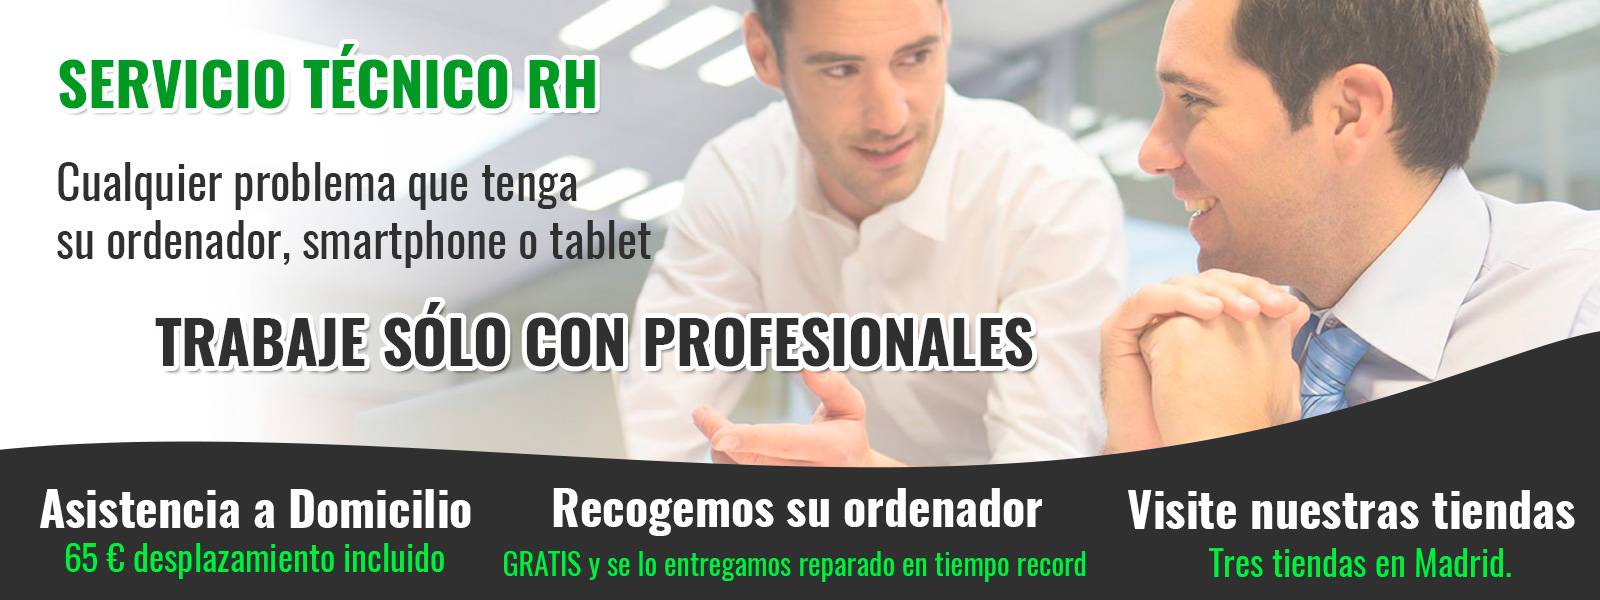 SERVICIO TÉCNICO RH
Cualquier problema que tenga
su ordenador, smartphone o tablet
TRABAJE SÓLO CON PROFESIONALES
Asistencia a Domicilio
65 € desplazamiento incluido
Recogemos su ordenador
GRATIS y se lo entregamos reparado en tiempo record
Visite nuestras tiendas
Tres tiendas en Madrid.